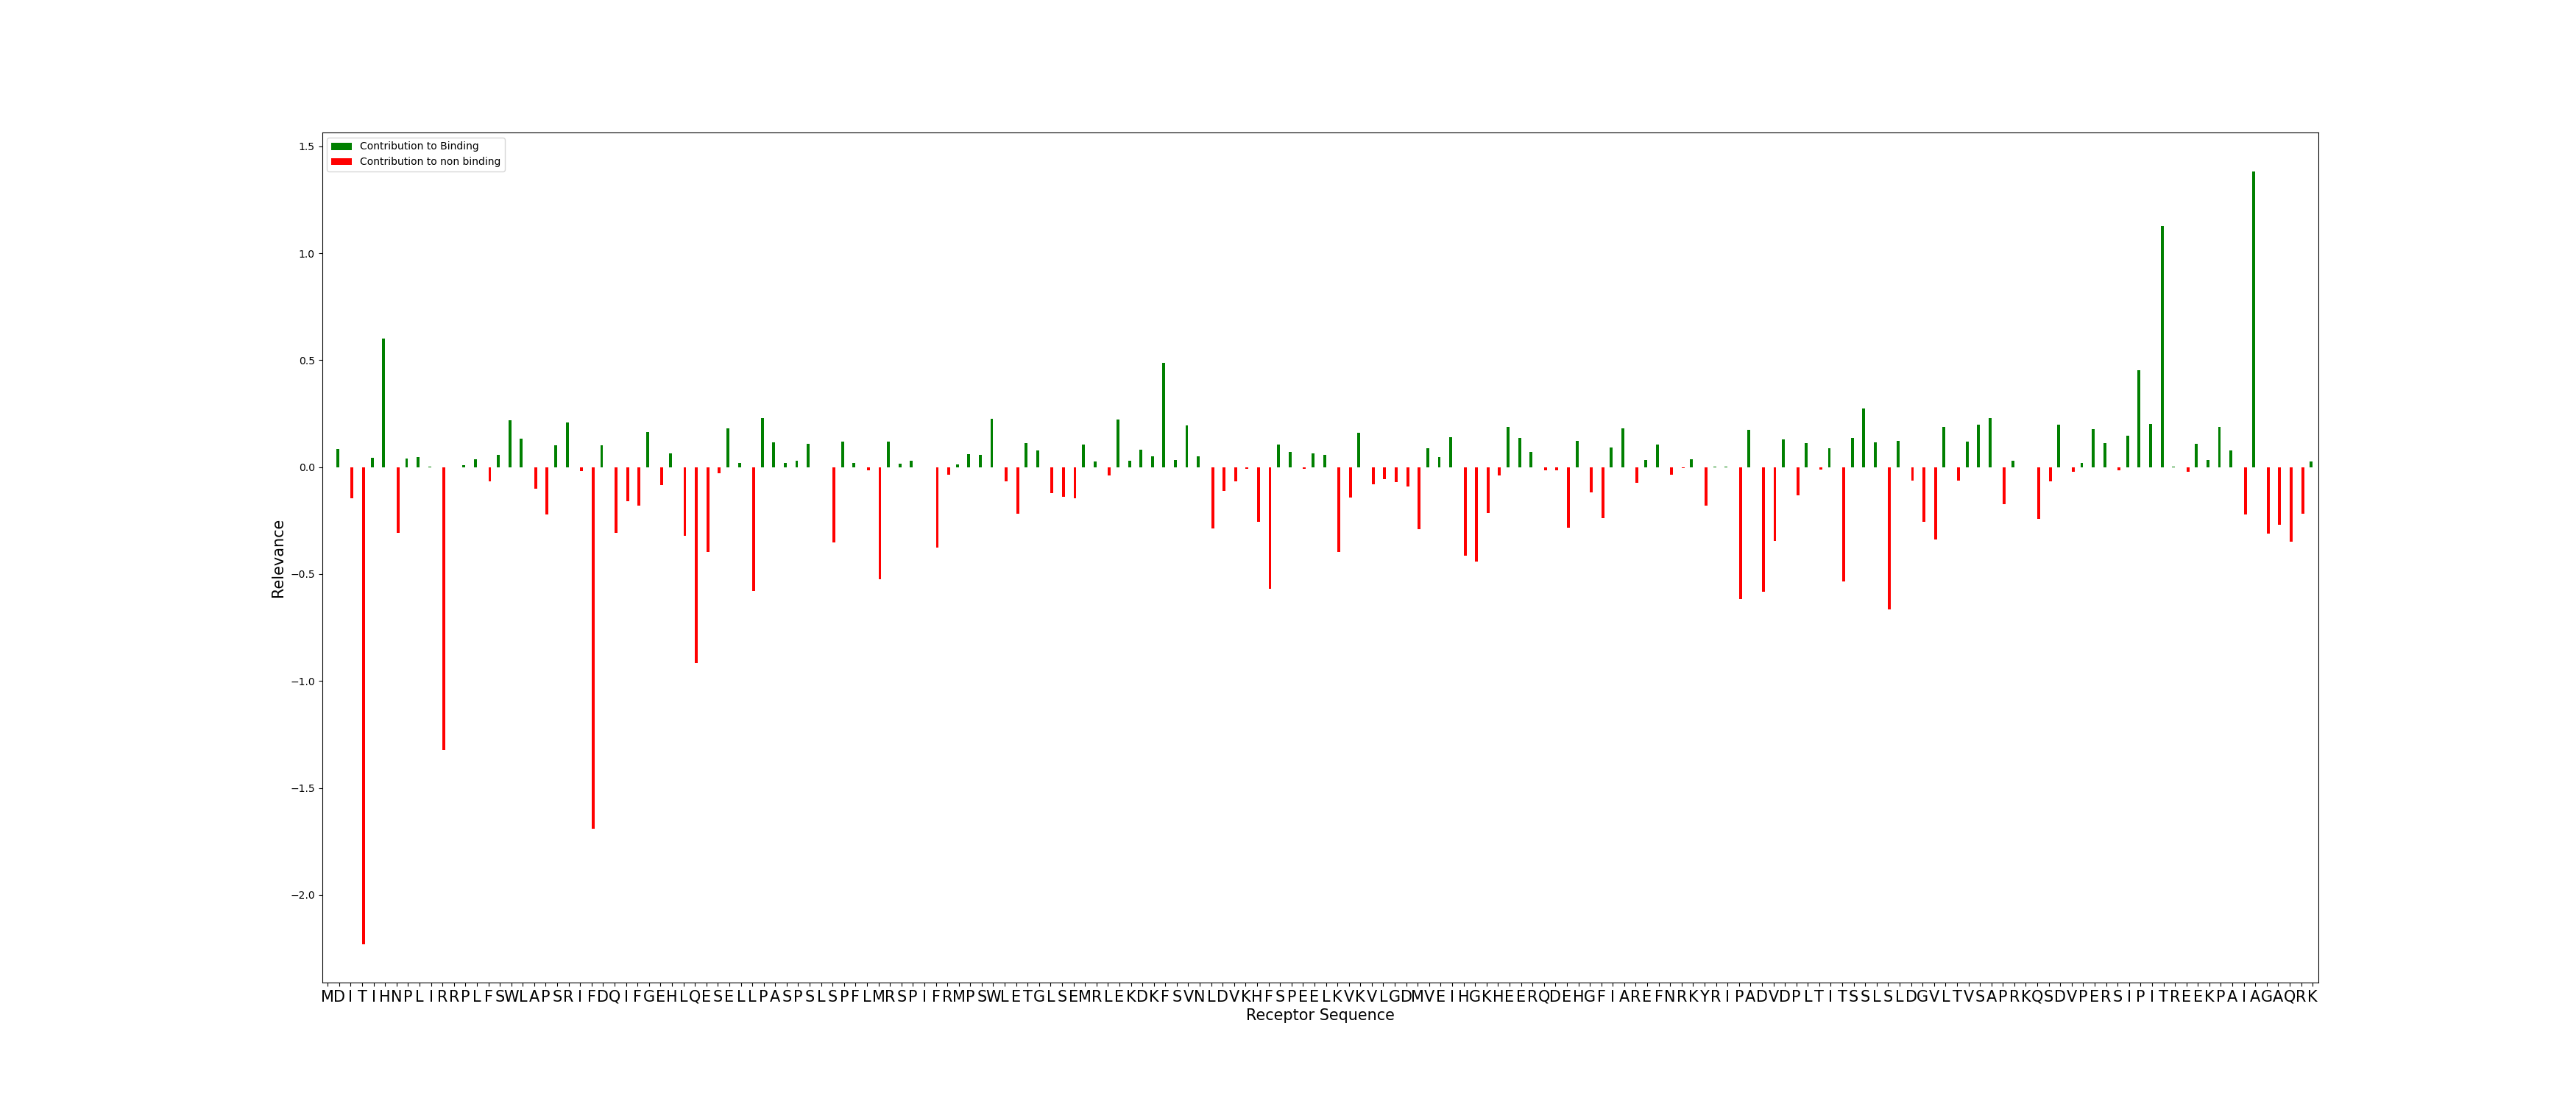 Contribution to Binding
Contribution to non binding
1.5
1.0
0.5
0.0
−0.5
−1.0
−1.5
−2.0
Relevance
MDITIHNPLIRRPLFSWLAPSRIFDQIFGEHLQESELLPASPSLSPFLMRSPIFRMPSWLETGLSEMRLEKDKFSVNLDVKHFSPEELKVKVLGDMVEIHGKHEERQDEHGFIAREFNRKYRIPADVDPLTITSSLSLDGVLTVSAPRKQSDVPERSIPITREEKPAIAGAQRK
Receptor Sequence